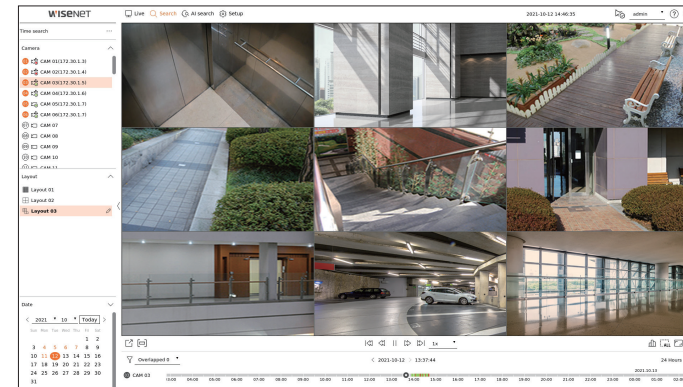 WISENET
Live Search AI search Setup
2021-10-12 14:46:35
admin
Time search
Camera
CAM 01(172.30.1.3)
CAM 02(172.30.1.4)
CAM 03(172.30.1.5)
CAM 04(172.30.1.6)
CAM 05(172.30.1.7)
CAM 06(172.30.1.7)
CAM 07
CAM 08
CAM 09
CAM 10
Layout
Layout 01
Layout 02
Layout 03
Date
< 2021 10 Today >
Sun Mon Tue Wed Thu Fri Sat
1 2
3 4 5 6 7 8 9
10 11 12 13 14 15 16
17 18 19 20 21 22 23
24 25 26 27 28 29 30
31
1x
ALL
Overlapped 0
< 2021-10-12 > 13:37:44
24 Hours
2021.10.13
CAM 03
04:00 05:00 06:00 07:00 08:00 09:00 10:00 11:00 12:00 13:00 14:00 15:00 16:00 17:00 18:00 19:00 20:00 21:00 22:00 23:00 00:00 01:00